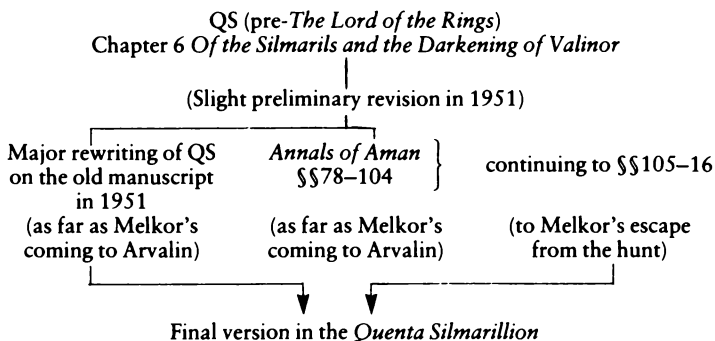 QS (pre-The Lord of the Rings)
Chapter 6 Of the Silmarils and the Darkening of Valinor
(Slight preliminary revision in 1951)
Major rewriting of QS
on the old manuscript
in 1951
(as far as Melkor's
coming to Arvalin)
Annals of Aman
§§78–104
(as far as Melkor's
coming to Arvalin)
continuing to §§105–16
(to Melkor's escape
from the hunt)
Final version in the Quenta Silmarillion